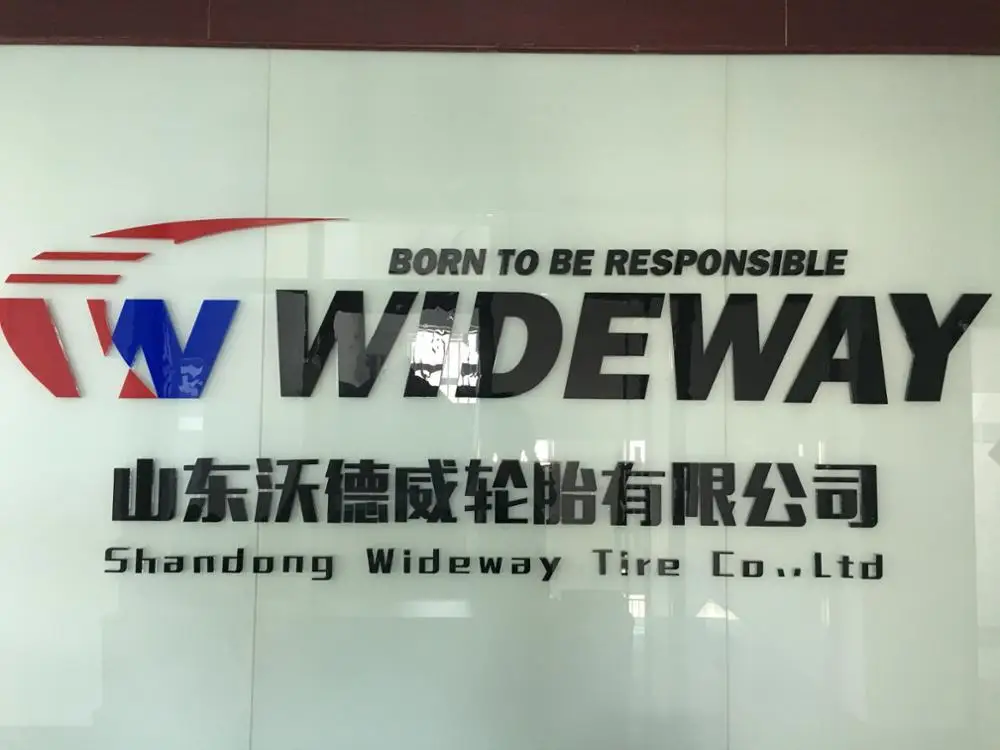 BORN TO BE RESPONSIBLE
WIDEWAY
山东沃德威轮胎有限公司
Shandong Wideway Tire Co.,Ltd